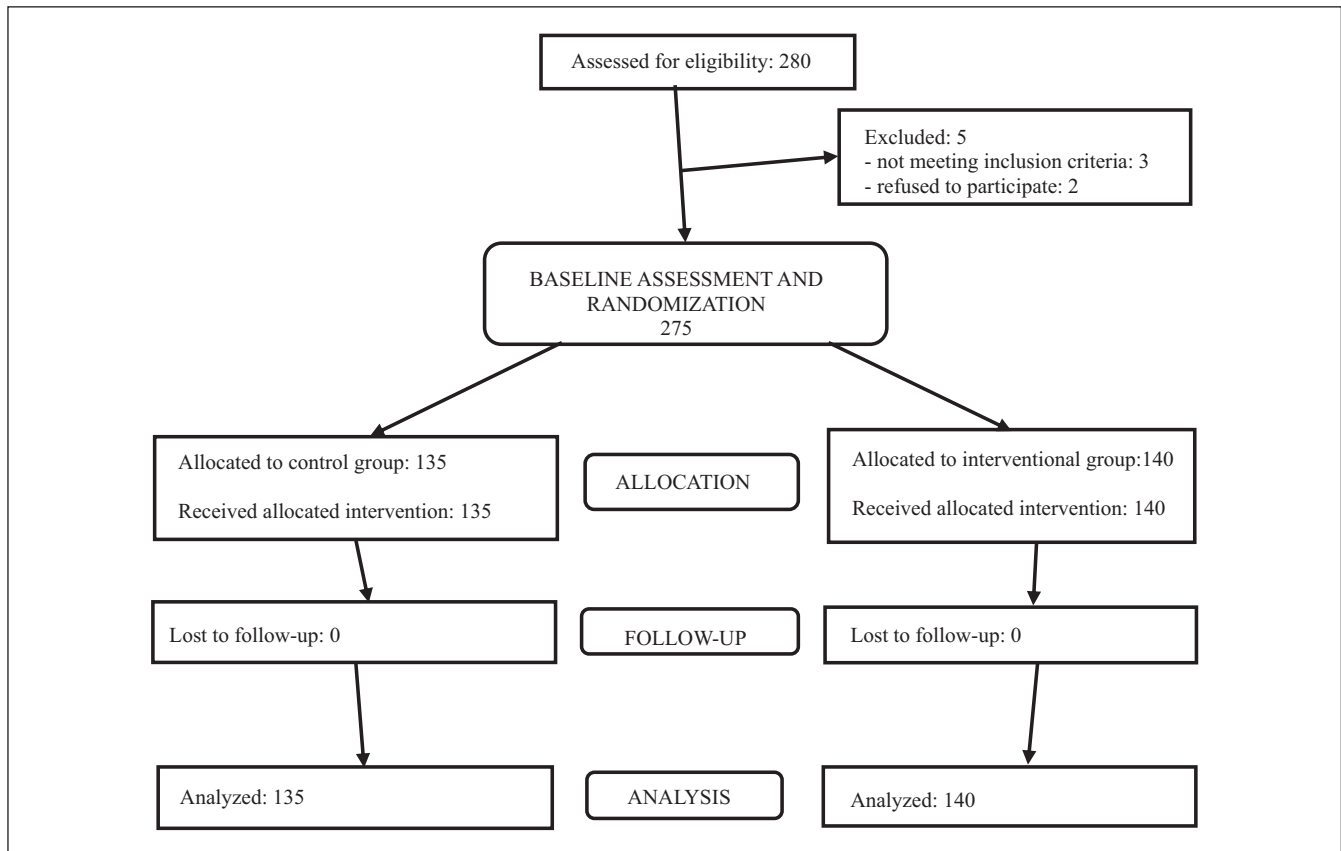 Assessed for eligibility: 280
Excluded: 5
- not meeting inclusion criteria: 3
- refused to participate: 2
BASELINE ASSESSMENT AND
RANDOMIZATION
275
Allocated to control group: 135
Received allocated intervention: 135
ALLOCATION
Allocated to interventional group:140
Received allocated intervention: 140
Lost to follow-up: 0
FOLLOW-UP
Lost to follow-up: 0
Analyzed: 135
ANALYSIS
Analyzed: 140